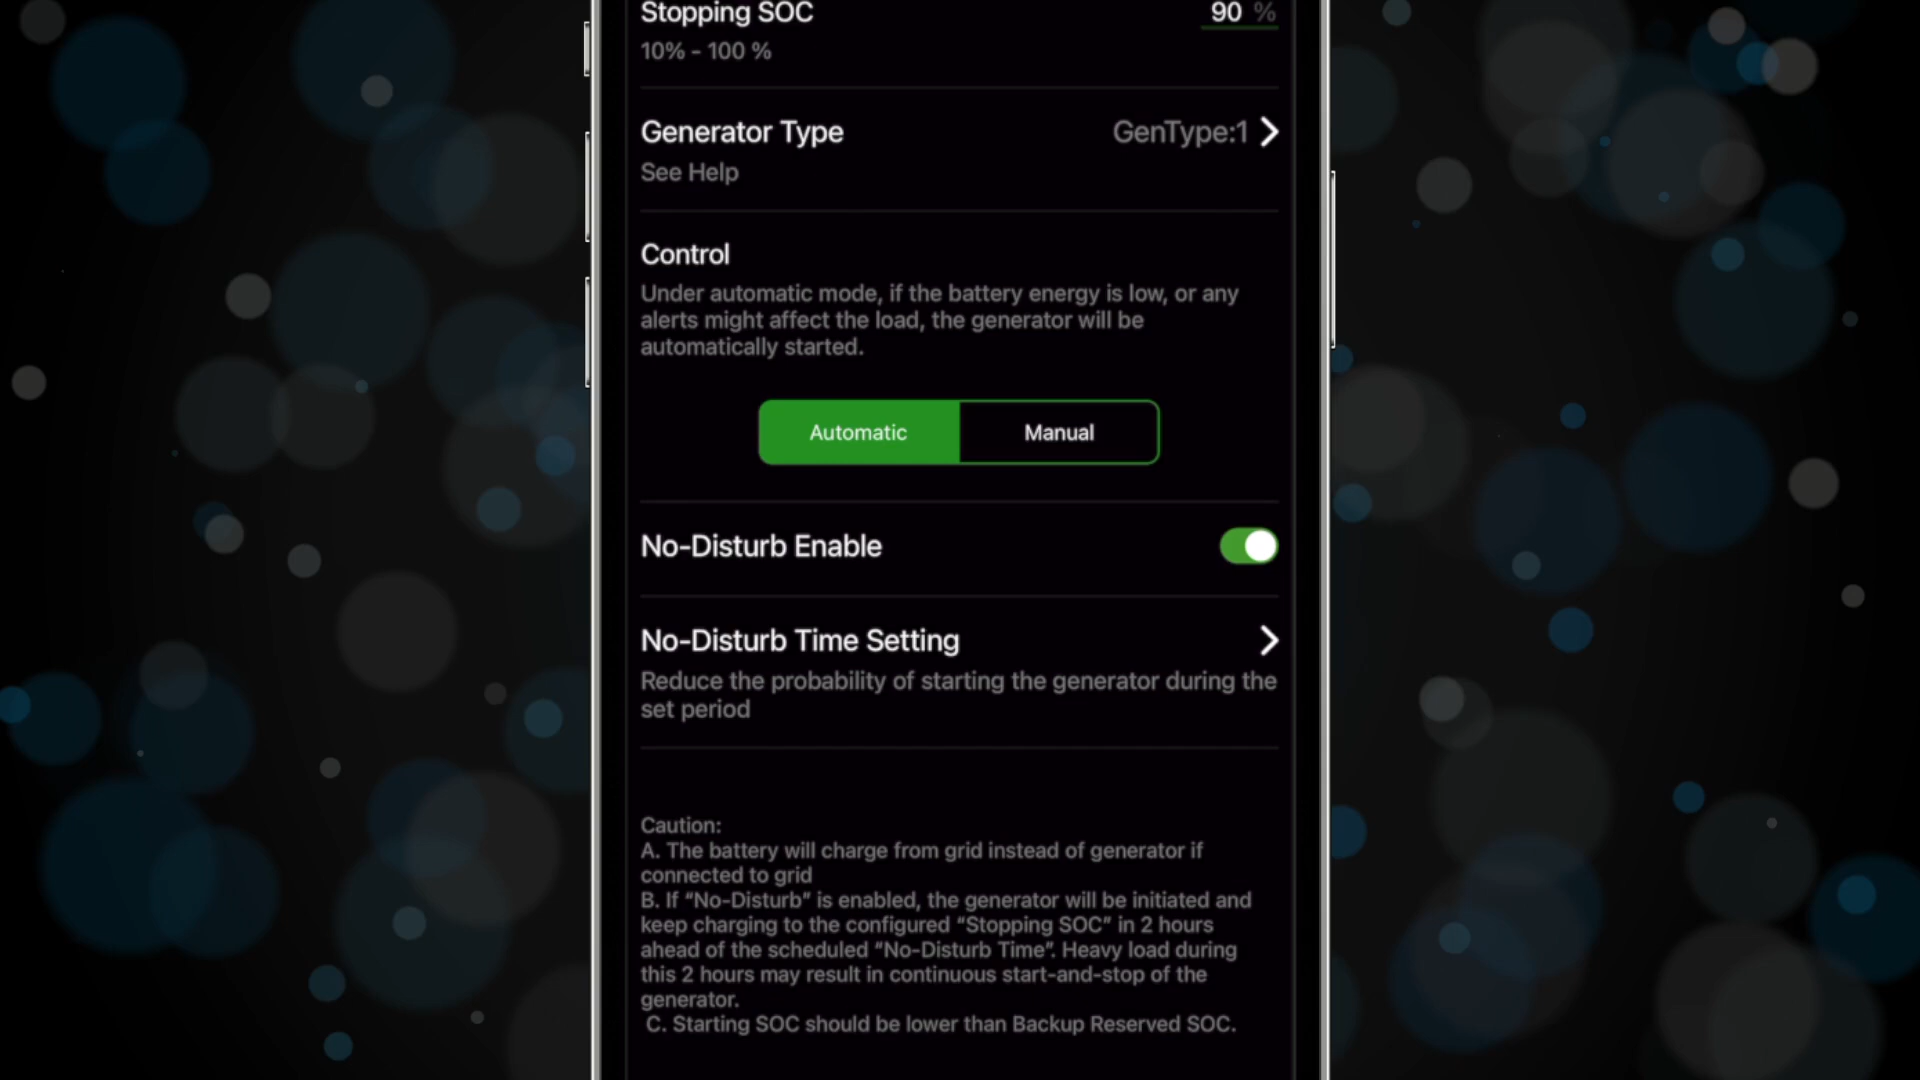 Stopping SOC
90 %
10% - 100 %
Generator Type
GenType:1
See Help
Control
Under automatic mode, if the battery energy is low, or any
alerts might affect the load, the generator will be
automatically started.
Automatic
Manual
No-Disturb Enable
No-Disturb Time Setting
Reduce the probability of starting the generator during the
set period
Caution:
A. The battery will charge from grid instead of generator if
connected to grid
B. If “No-Disturb” is enabled, the generator will be initiated and
keep charging to the configured “Stopping SOC” in 2 hours
ahead of the scheduled “No-Disturb Time”. Heavy load during
this 2 hours may result in continuous start-and-stop of the
generator.
C. Starting SOC should be lower than Backup Reserved SOC.